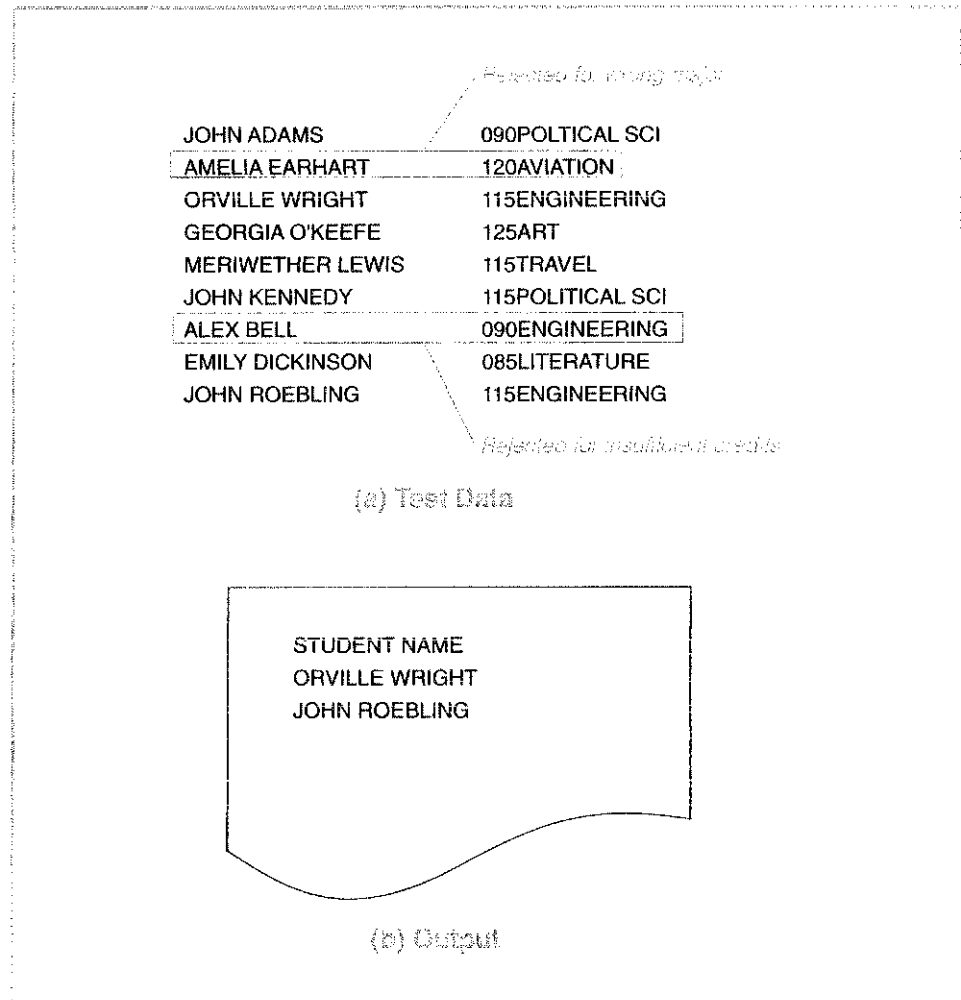 Rejected for wrong major
JOHN ADAMS 090POLTICAL SCI
AMELIA EARHART 120AVIATION
ORVILLE WRIGHT 115ENGINEERING
GEORGIA O'KEEFE 125ART
MERIWETHER LEWIS 115TRAVEL
JOHN KENNEDY 115POLITICAL SCI
ALEX BELL 090ENGINEERING
EMILY DICKINSON 085LITERATURE
JOHN ROEBLING 115ENGINEERING
Rejected for insufficient credits
(a) Test Data
STUDENT NAME
ORVILLE WRIGHT
JOHN ROEBLING
(b) Output